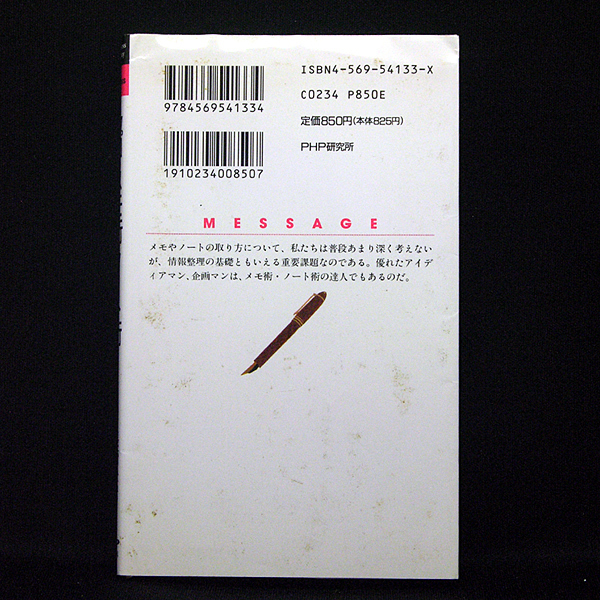 ISBN4-569-54133-X
9784569541334
C0234 P850E
定価850円(本体825円)
PHP研究所
1910234008507
MESSAGE
メモやノートの取り方について、私たちは普段あまり深く考えない
が、情報整理の基礎ともいえる重要課題なのである。優れたアイデ
ィアマン、企画マンは、メモ術・ノート術の達人でもあるのだ。